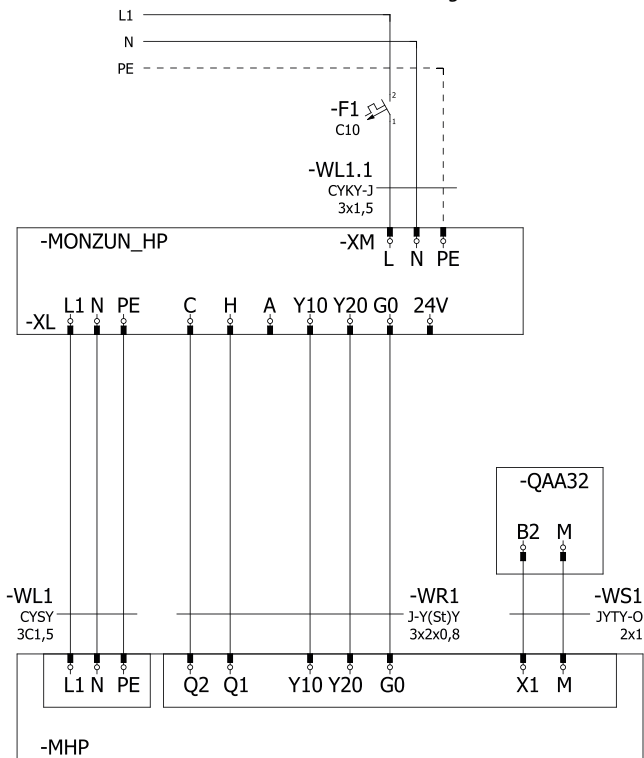 L1
N
PE
2
-F1
C10
1
-WL1.1
CYKY-J
3x1,5
-MONZUN_HP
-XM
L N PE
L1 N PE C H A Y10 Y20 G0 24V
-XL
-QAA32
B2 M
-WL1
CYSY
3C1,5
-WR1
J-Y(St)Y
3x2x0,8
-WS1
JYTY-O
2x1
L1 N PE Q2 Q1 Y10 Y20 G0 X1 M
-MHP